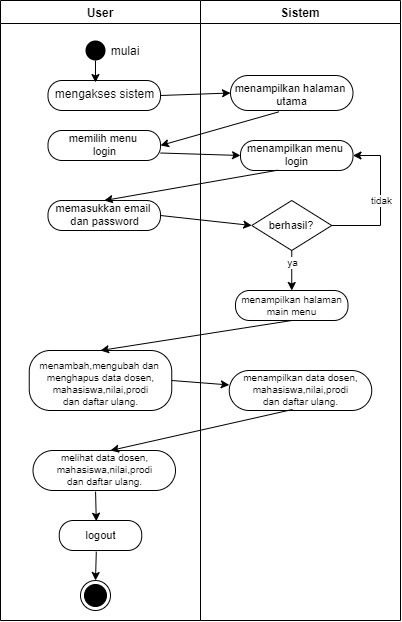 User
Sistem
mulai
mengakses sistem
menampilkan halaman
utama
memilih menu
login
menampilkan menu
login
tidak
memasukkan email
dan password
berhasil?
ya
menampilkan halaman
main menu
menambah,mengubah dan
menghapus data dosen,
mahasiswa,nilai,prodi
dan daftar ulang.
menampilkan data dosen,
mahasiswa,nilai,prodi
dan daftar ulang.
melihat data dosen,
mahasiswa,nilai,prodi
dan daftar ulang.
logout